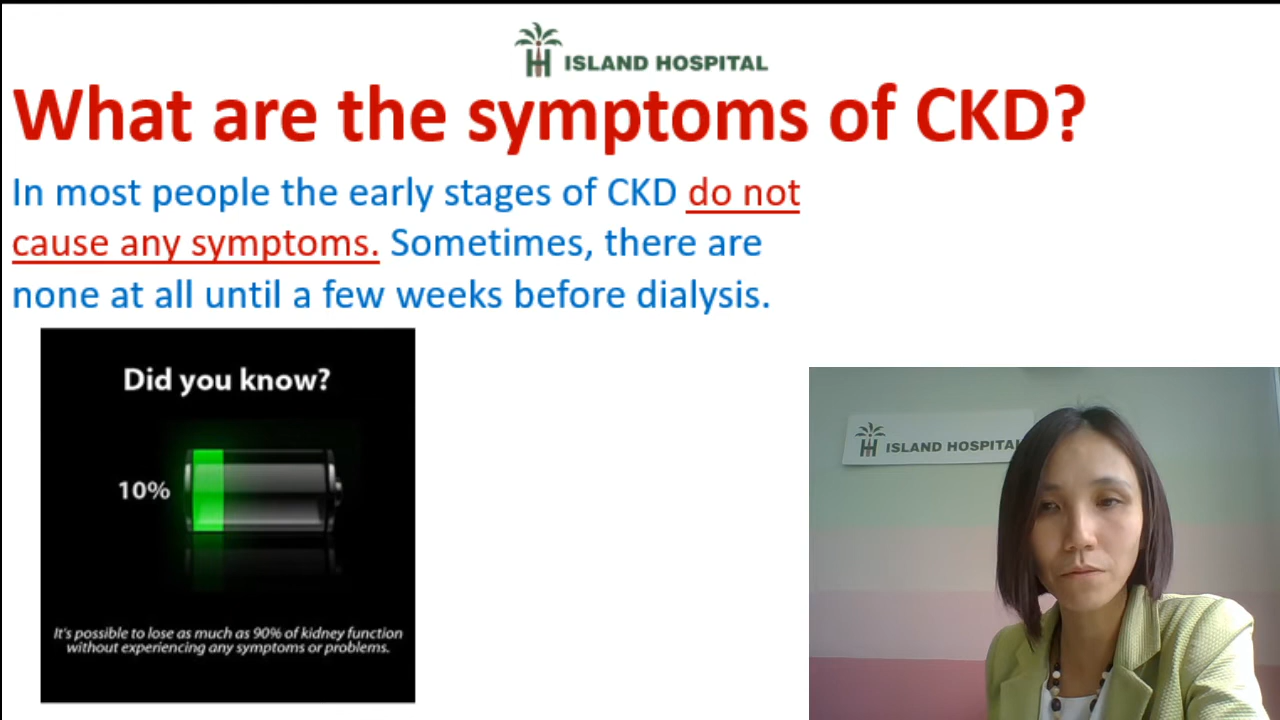 ISLAND HOSPITAL
What are the symptoms of CKD?
In most people the early stages of CKD do not
cause any symptoms. Sometimes, there are
none at all until a few weeks before dialysis.
Did you know?
10%
It's possible to lose as much as 90% of kidney function
without experiencing any symptoms or problems.
ISLAND HOSPITAL